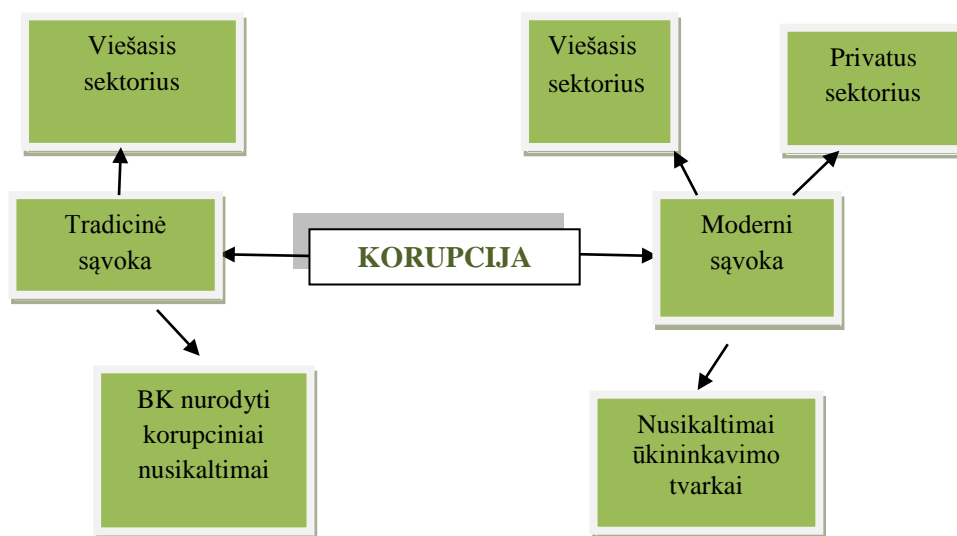 Viešasis
sektorius
Viešasis
sektorius
Privatus
sektorius
Tradicinė
sąvoka
KORUPCIJA
Moderni
sąvoka
BK nurodyti
korupciniai
nusikaltimai
Nusikaltimai
ūkininkavimo
tvarkai